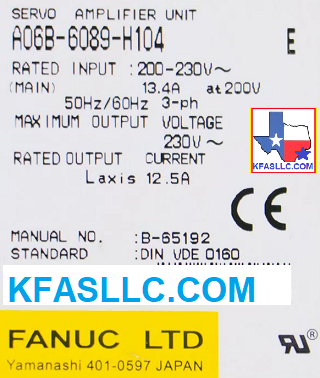 SERVO AMPLIFIER UNIT
A06B-6089-H104 E
RATED INPUT :200-230V~
(MAIN) 13.4A at 200V
50Hz/60Hz 3-ph
MAXIMUM OUTPUT VOLTAGE
230V~
KFASLLC.COM
RATED OUTPUT CURRENT
Laxis 12.5A
CE
MANUAL NO. :B-65192
STANDARD :DIN VDE 0160
KFASLLC.COM
FANUC LTD
Yamanashi 401-0597 JAPAN
RU®